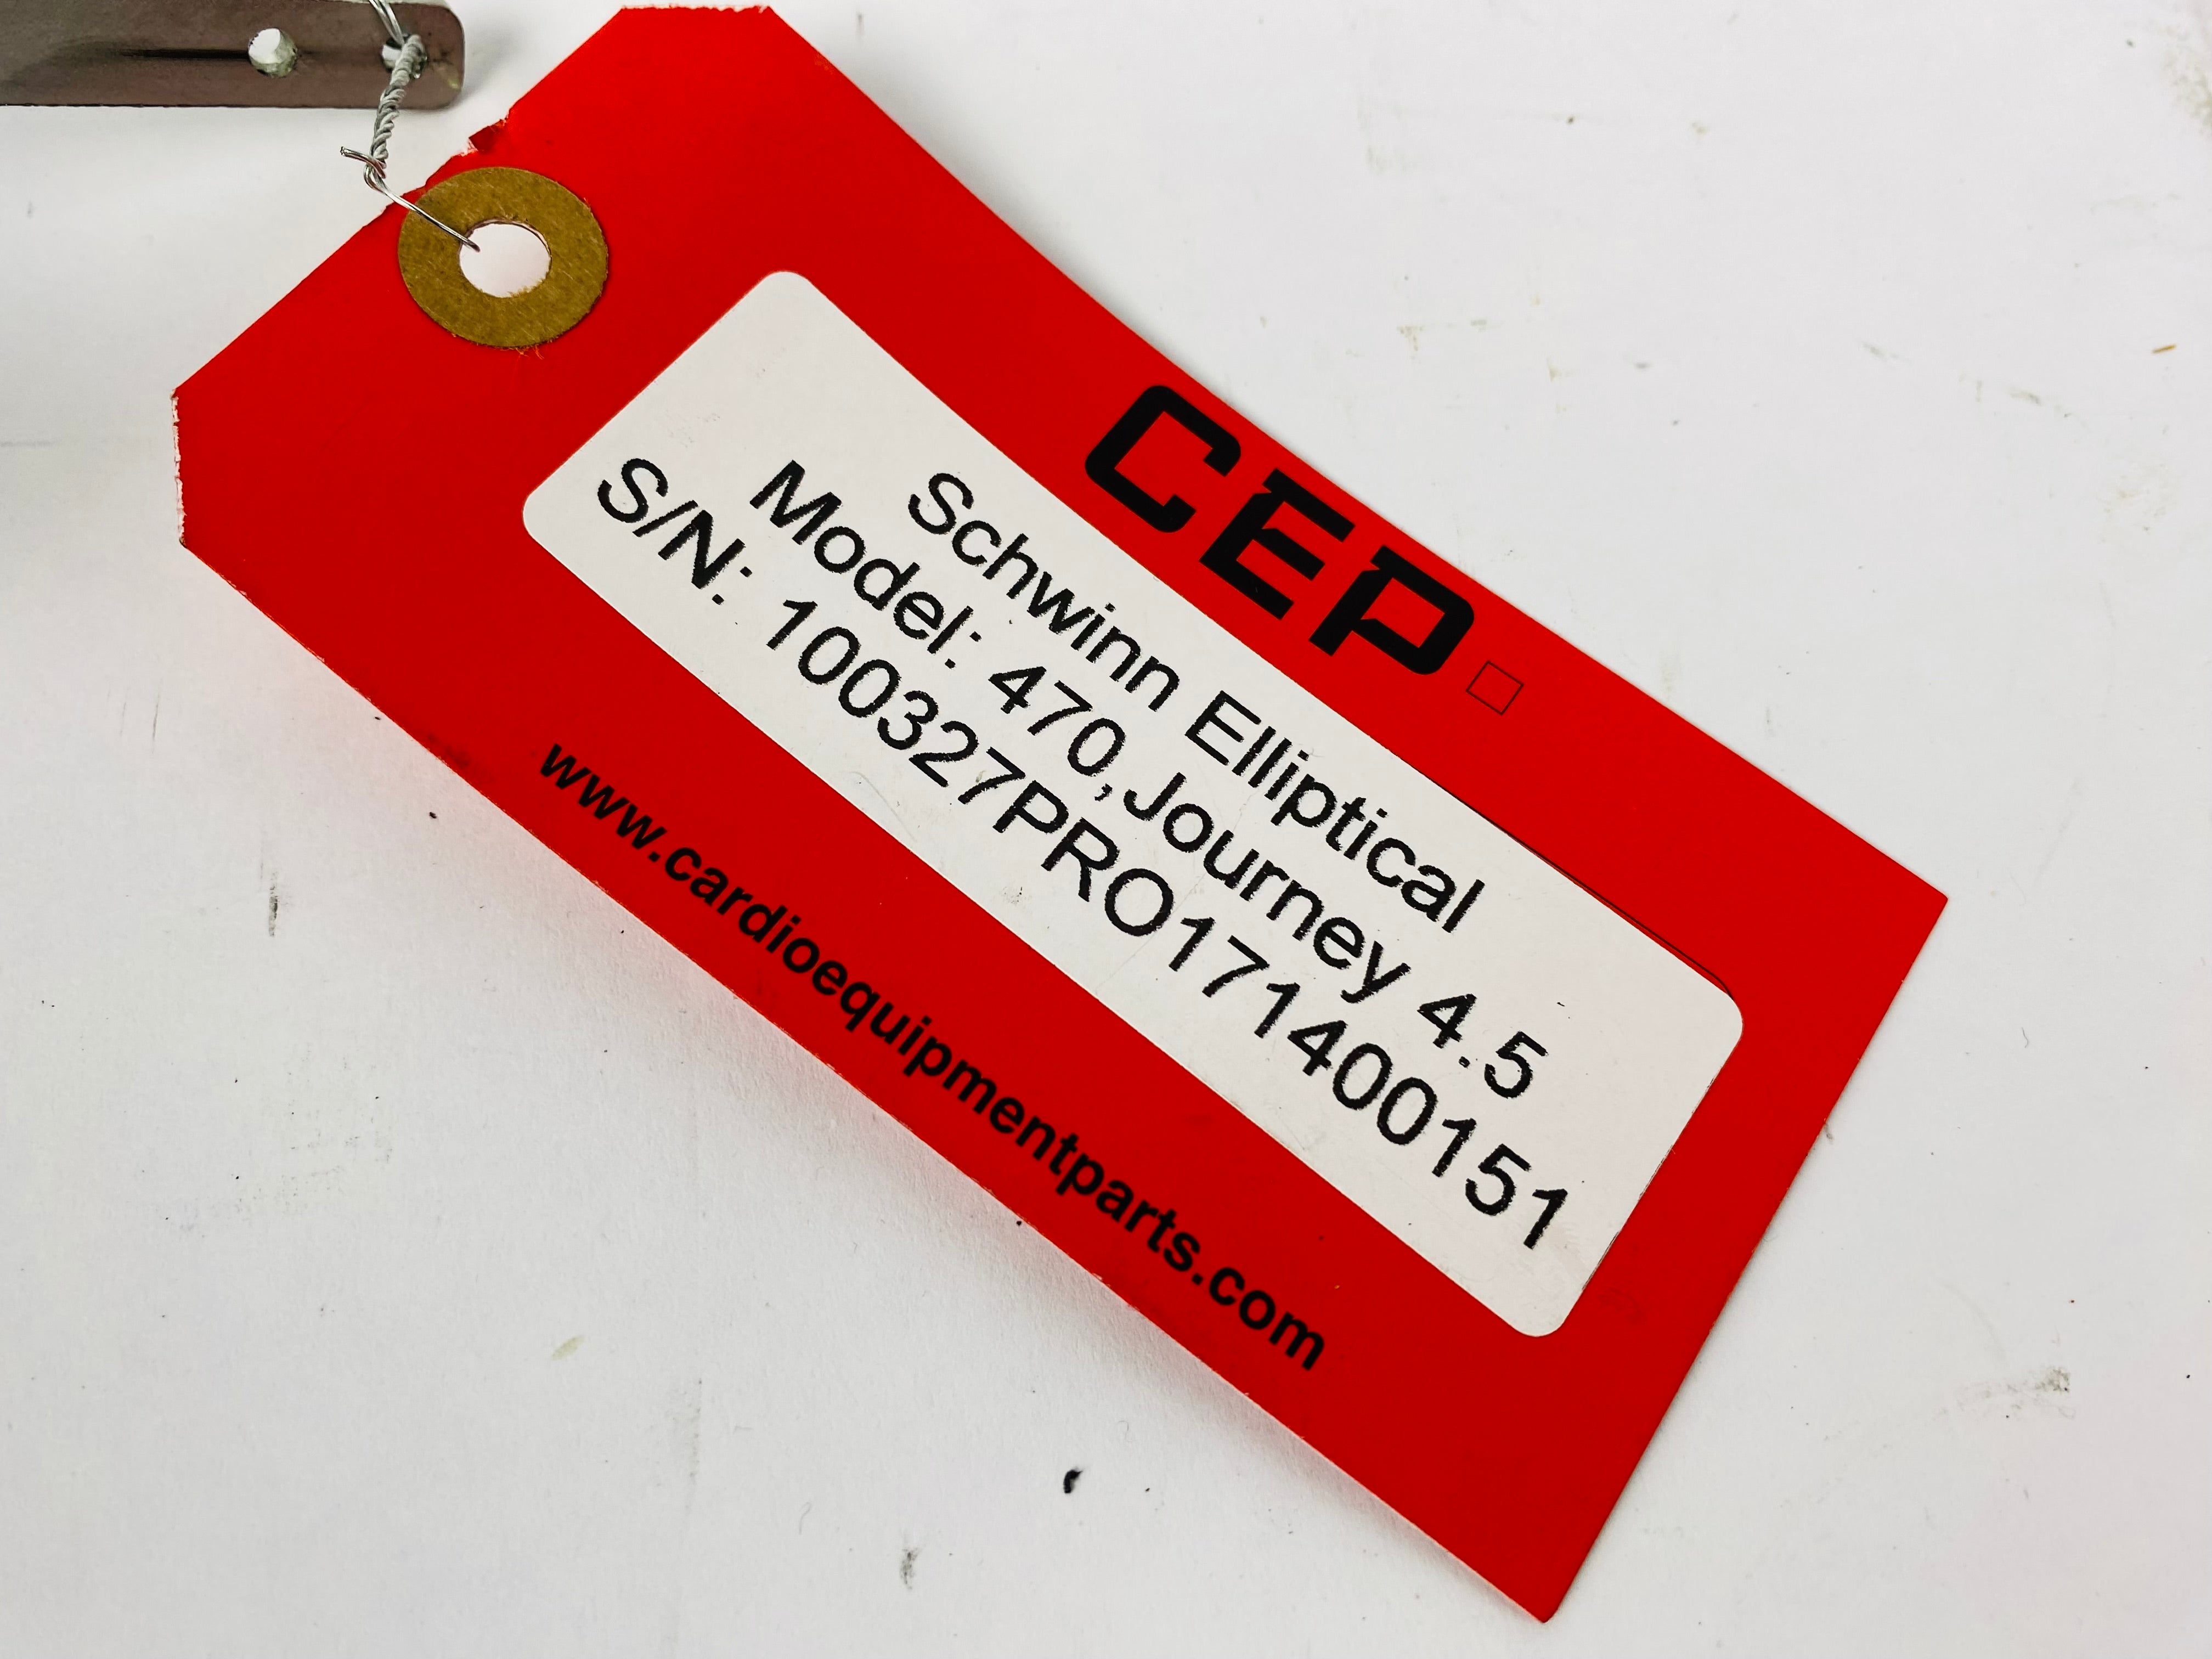 CEP
Schwinn Elliptical
Model: 470,Journey 4.5
S/N: 100327PRO171400151
www.cardioequipmentparts.com